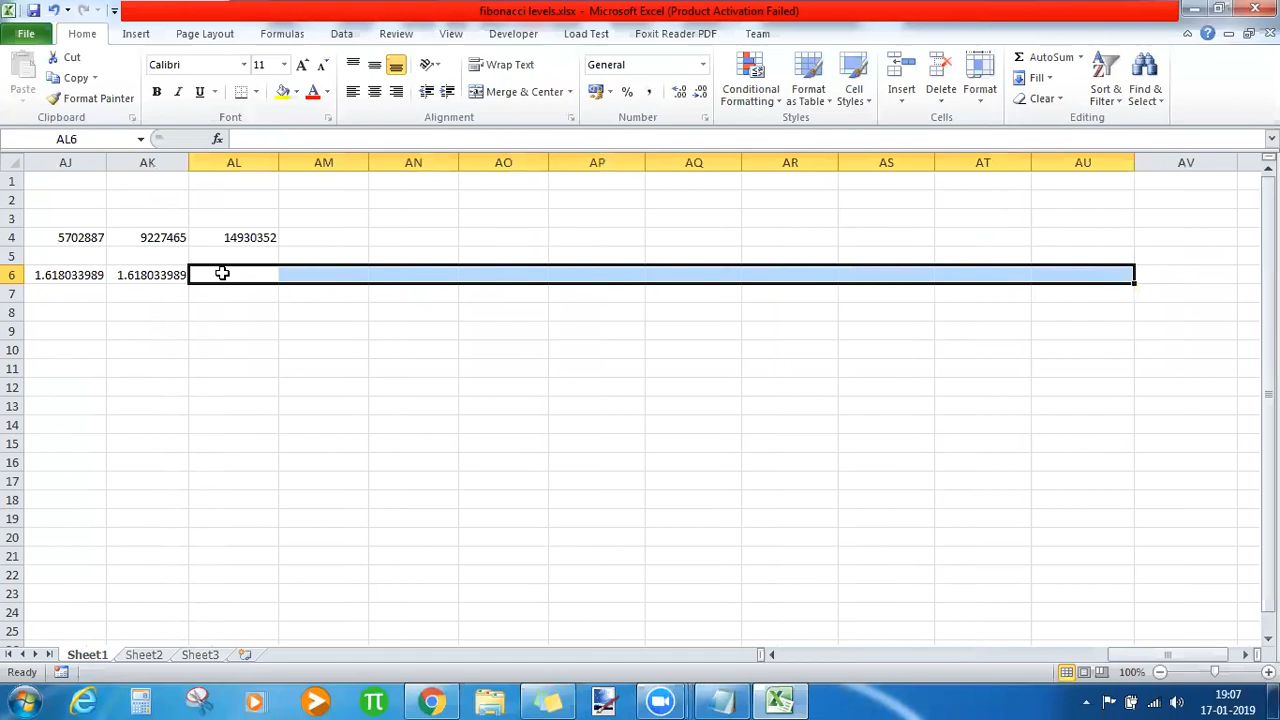 fibonacci levels.xlsx - Microsoft Excel (Product Activation Failed)
File Home Insert Page Layout Formulas Data Review View Developer Load Test Foxit Reader PDF Team
Paste Cut Copy Format Painter Clipboard
Calibri 11 A A B I U A Font
Wrap Text Merge & Center Alignment
General % , Number
Conditional Formatting Format as Table Cell Styles Styles
Insert Delete Format Cells
Σ AutoSum Fill Clear Sort & Filter Find & Select Editing
AL6 fx
AJ AK AL AM AN AO AP AQ AR AS AT AU AV
1
2
3
4 5702887 9227465 14930352
5
6 1.618033989 1.618033989
7
8
9
10
11
12
13
14
15
16
17
18
19
20
21
22
23
24
25
Sheet1 Sheet2 Sheet3
Ready 100%
π 19:07
17-01-2019